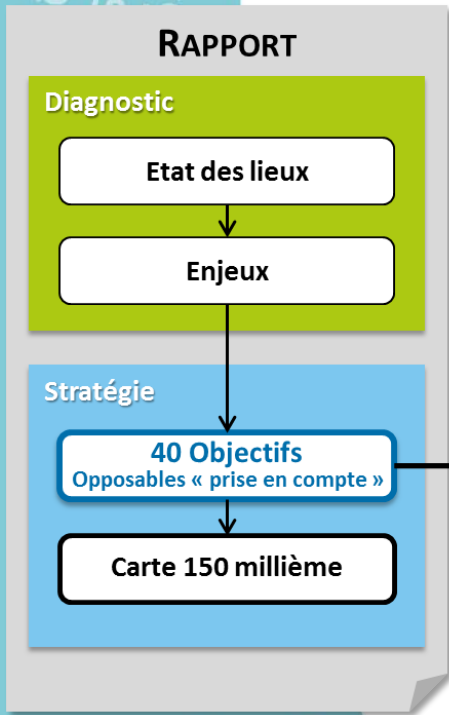 RAPPORT
Diagnostic
Etat des lieux
Enjeux
Stratégie
40 Objectifs
Opposables « prise en compte »
Carte 150 millième